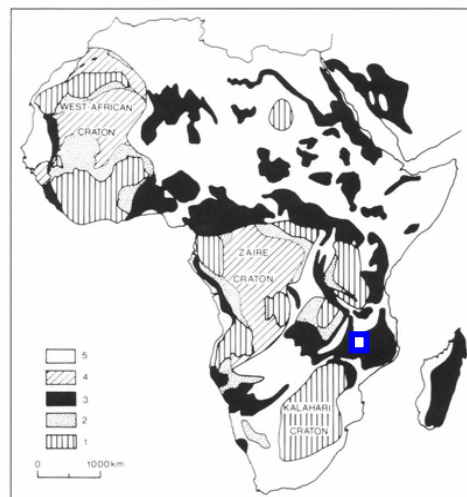 WEST-AFRICAN
CRATON
ZAIRE
CRATON
KALAHARI
CRATON
5
4
3
2
1
0 1000km